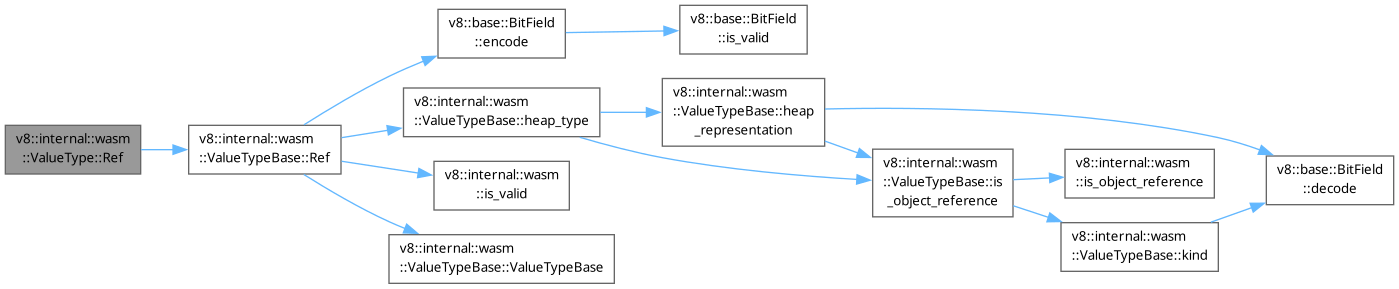 v8::internal::wasm
::ValueType::Ref
v8::internal::wasm
::ValueTypeBase::Ref
v8::base::BitField
::encode
v8::base::BitField
::is_valid
v8::internal::wasm
::ValueTypeBase::heap_type
v8::internal::wasm
::ValueTypeBase::heap
_representation
v8::internal::wasm
::is_valid
v8::internal::wasm
::ValueTypeBase::ValueTypeBase
v8::internal::wasm
::ValueTypeBase::is
_object_reference
v8::internal::wasm
::is_object_reference
v8::internal::wasm
::ValueTypeBase::kind
v8::base::BitField
::decode